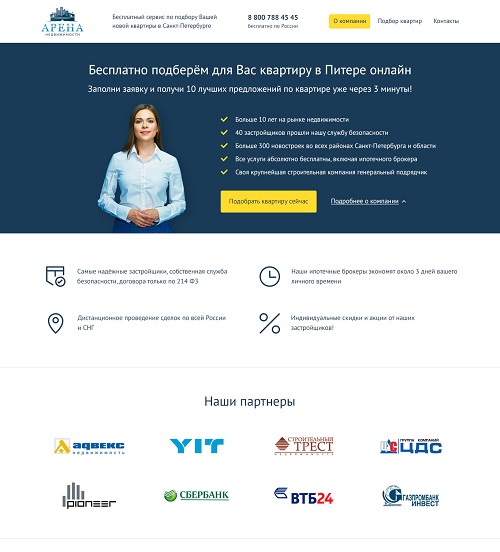 АРЕНА
НЕДВИЖИМОСТИ
Бесплатный сервис по подбору Вашей
новой квартиры в Санкт-Петербурге
8 800 788 45 45
Бесплатно по России
О компании
Подбор квартир
Контакты
Бесплатно подберём для Вас квартиру в Питере онлайн
Заполни заявку и получи 10 лучших предложений по квартире уже через 3 минуты!
Больше 10 лет на рынке недвижимости
40 застройщиков прошли нашу службу безопасности
Больше 300 новостроек во всех районах Санкт-Петербурга и области
Все услуги абсолютно бесплатны, включая ипотечного брокера
Своя крупнейшая строительная компания генеральный подрядчик
Подобрать квартиру сейчас
Подробнее о компании
Самые надёжные застройщики, собственная служба
безопасности, договора только по 214 ФЗ
Наши ипотечные брокеры экономят около 3 дней вашего
личного времени
Дистанционное проведение сделок по всей России
и СНГ
Индивидуальные скидки и акции от наших
застройщиков!
Наши партнеры
адвекс
НЕДВИЖИМОСТЬ
YIT
СТРОИТЕЛЬНЫЙ
ТРЕСТ
НЕДВИЖИМОСТЬ
ГРУППА КОМПАНИЙ
ЦДС
pioneer
СБЕРБАНК
ВТБ24
ГАЗПРОМБАНК
ИНВЕСТ